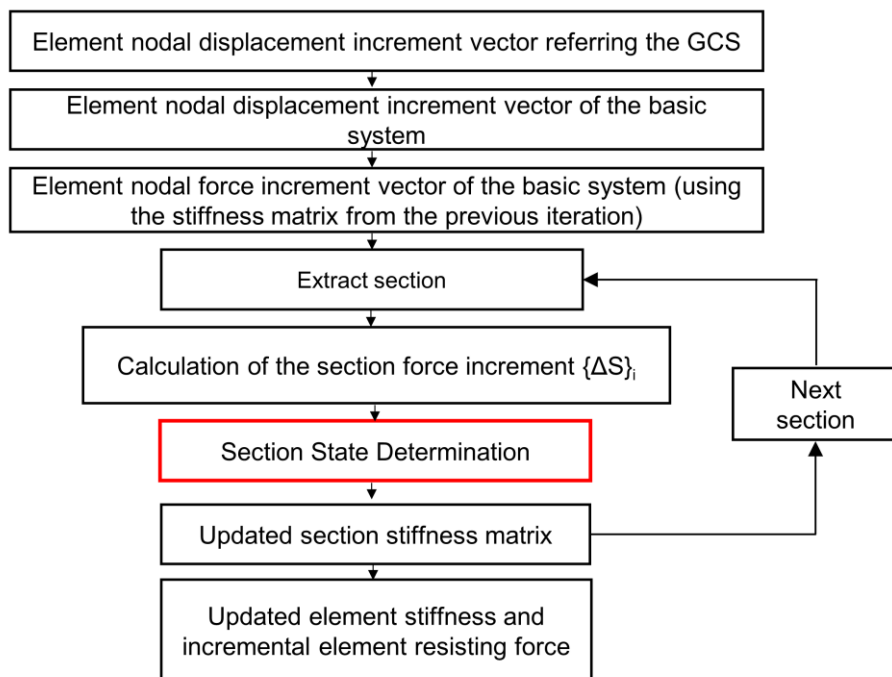 Element nodal displacement increment vector referring the GCS
Element nodal displacement increment vector of the basic
system
Element nodal force increment vector of the basic system (using
the stiffness matrix from the previous iteration)
Extract section
Calculation of the section force increment {ΔS}i
Next
section
Section State Determination
Updated section stiffness matrix
Updated element stiffness and
incremental element resisting force